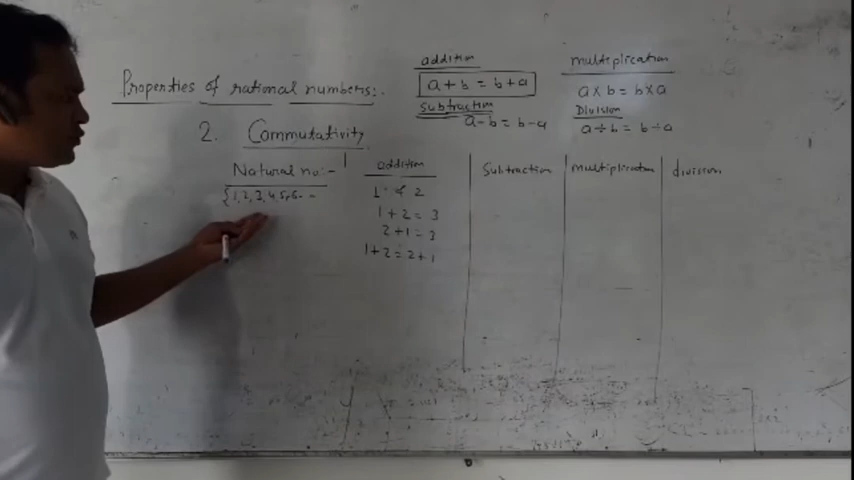 Properties of rational numbers:.
2. Commutativity
addition
a + b = b + a
subtraction
a - b = b - a
multiplication
a × b = b × a
Division
a ÷ b = b ÷ a
Natural no:-
{1, 2, 3, 4, 5, 6. -
addition
1 & 2
1 + 2 = 3
2 + 1 = 3
1 + 2 = 2 + 1
Subtraction
multiplication
division